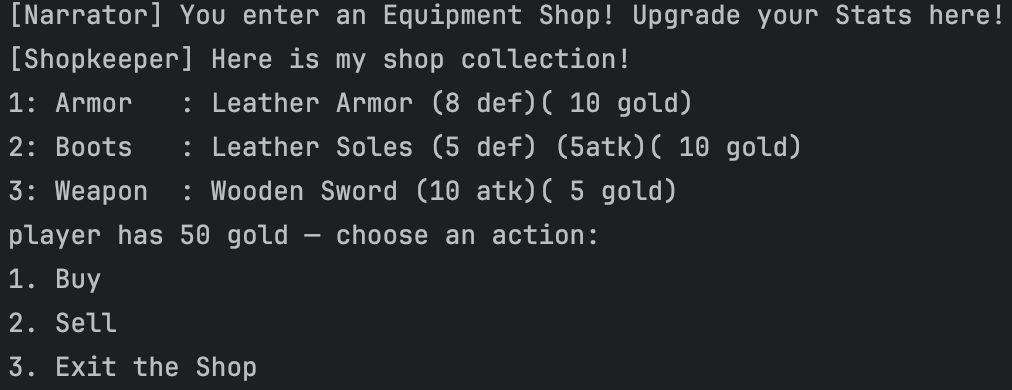 [Narrator] You enter an Equipment Shop! Upgrade your Stats here!
[Shopkeeper] Here is my shop collection!
1: Armor   : Leather Armor (8 def)( 10 gold)
2: Boots   : Leather Soles (5 def) (5atk)( 10 gold)
3: Weapon  : Wooden Sword (10 atk)( 5 gold)
player has 50 gold — choose an action:
1. Buy
2. Sell
3. Exit the Shop